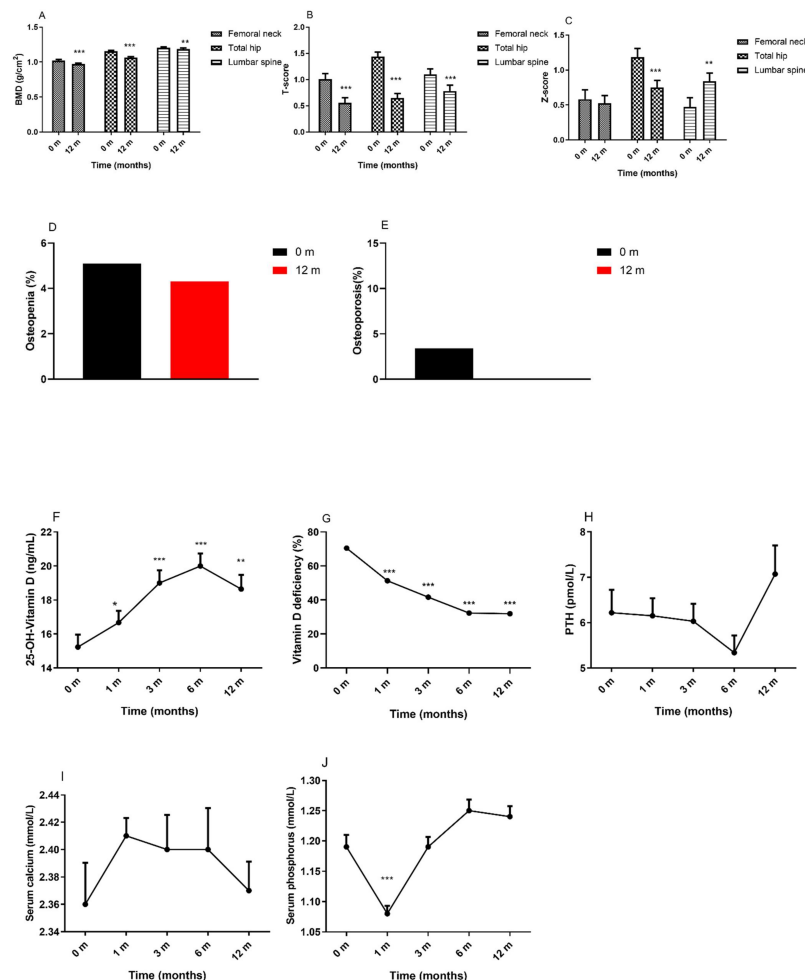 A
BMD (g/cm²)
1.5
1.0
0.5
0.0
***
***
**
0 m
12 m
0 m
12 m
0 m
12 m
Time (months)
Femoral neck
Total hip
Lumbar spine
B
T-score
2.0
1.5
1.0
0.5
0.0
***
***
***
0 m
12 m
0 m
12 m
0 m
12 m
Time (months)
Femoral neck
Total hip
Lumbar spine
C
Z-score
1.5
1.0
0.5
0.0
***
**
0 m
12 m
0 m
12 m
0 m
12 m
Time (months)
Femoral neck
Total hip
Lumbar spine
D
Osteopenia (%)
6
4
2
0
0 m
12 m
E
Osteoporosis(%)
15
10
5
0
0 m
12 m
F
25-OH-Vitamin D (ng/mL)
22
20
18
16
14
*
***
***
**
0 m
1 m
3 m
6 m
12 m
Time (months)
G
Vitamin D deficiency (%)
80
60
40
20
0
***
***
***
***
0 m
1 m
3 m
6 m
12 m
Time (months)
H
PTH (pmol/L)
8
7
6
5
0 m
1 m
3 m
6 m
12 m
Time (months)
I
Serum calcium (mmol/L)
2.44
2.42
2.40
2.38
2.36
2.34
0 m
1 m
3 m
6 m
12 m
Time (months)
J
Serum phosphorus (mmol/L)
1.30
1.25
1.20
1.15
1.10
1.05
***
0 m
1 m
3 m
6 m
12 m
Time (months)